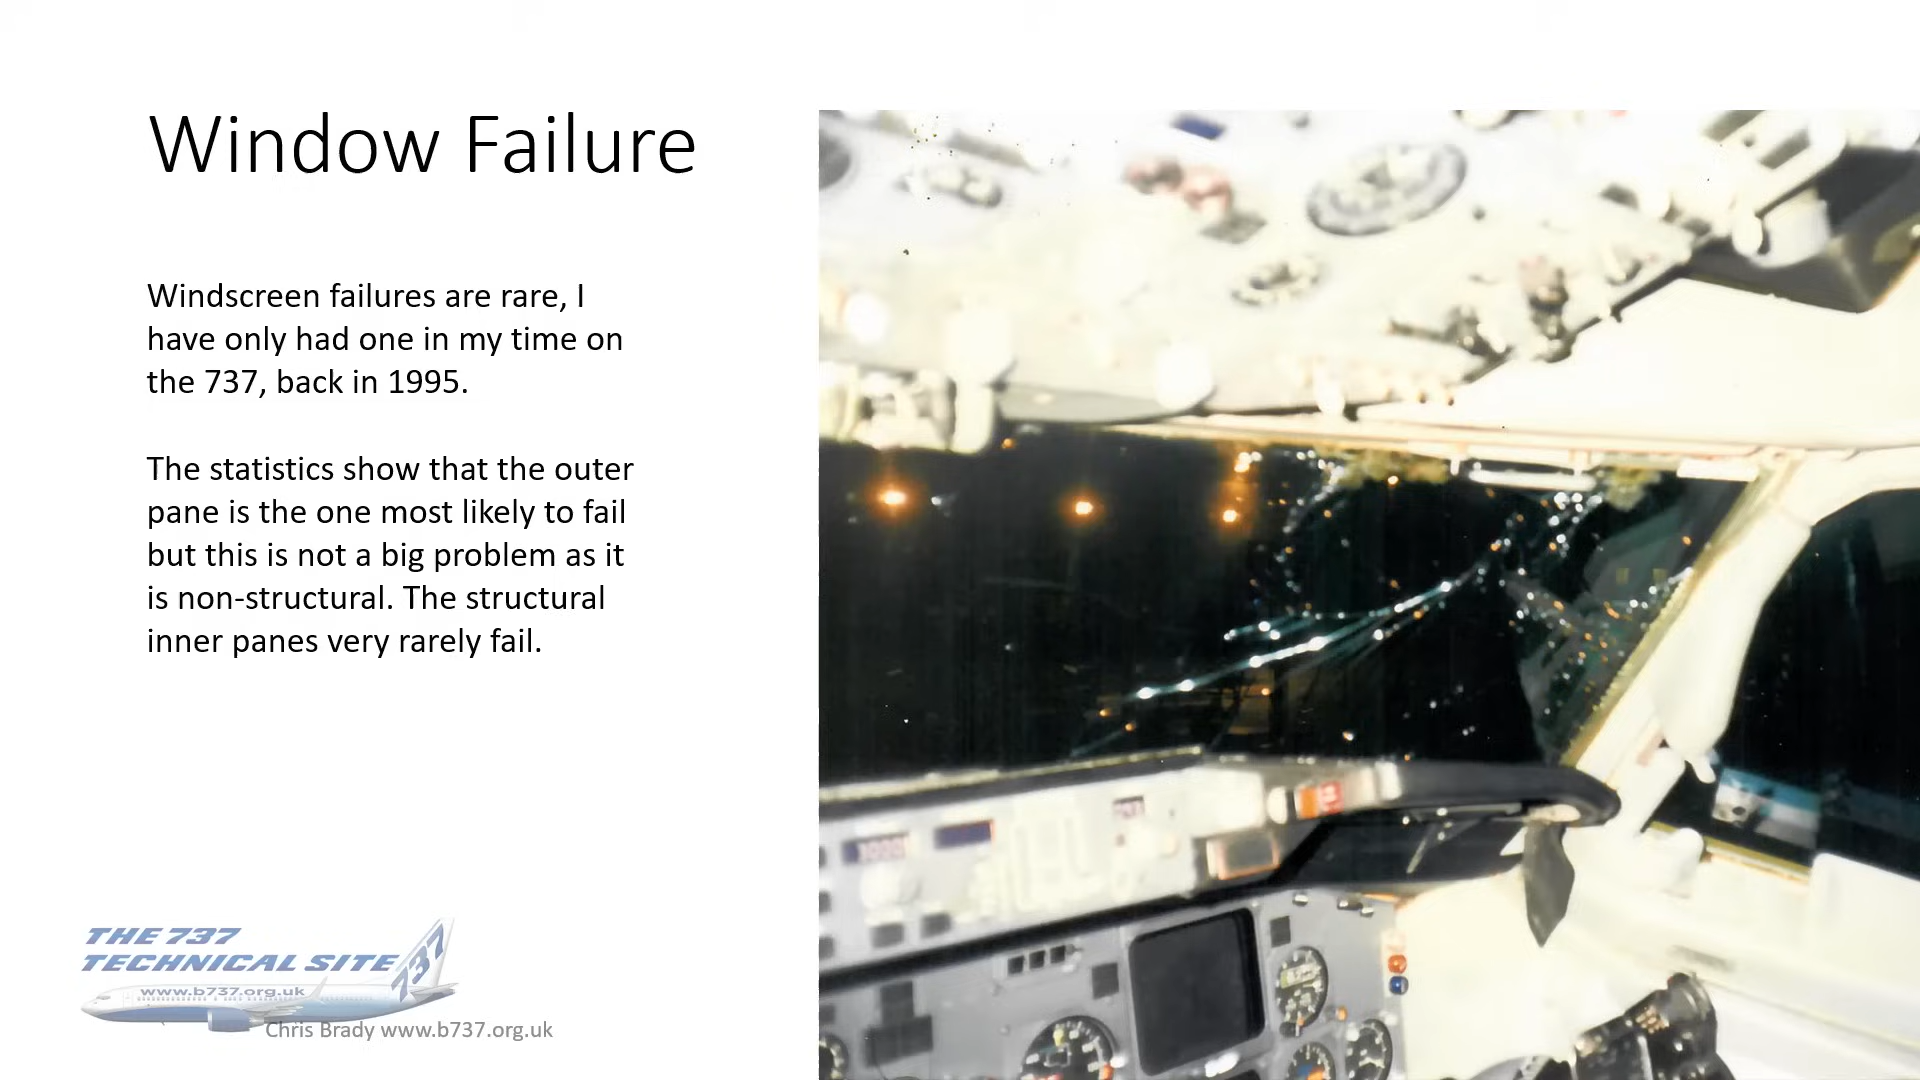 Window Failure
Windscreen failures are rare, I
have only had one in my time on
the 737, back in 1995.
The statistics show that the outer
pane is the one most likely to fail
but this is not a big problem as it
is non-structural. The structural
inner panes very rarely fail.
THE 737
TECHNICAL SITE
737
www.b737.org.uk
Chris Brady www.b737.org.uk